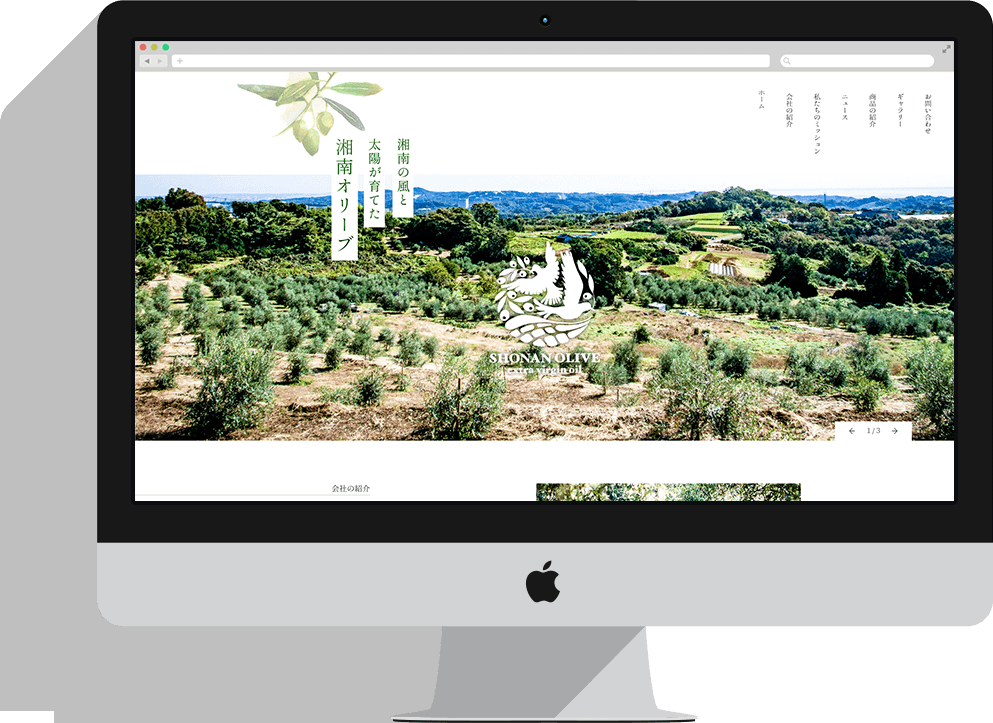 お問い合わせ
ギャラリー
商品の紹介
ニュース
私たちのミッション
会社の紹介
ホーム
湘南の風と
太陽が育てた
湘南オリーブ
SHONAN OLIVE
extra virgin oil
1/3
会社の紹介